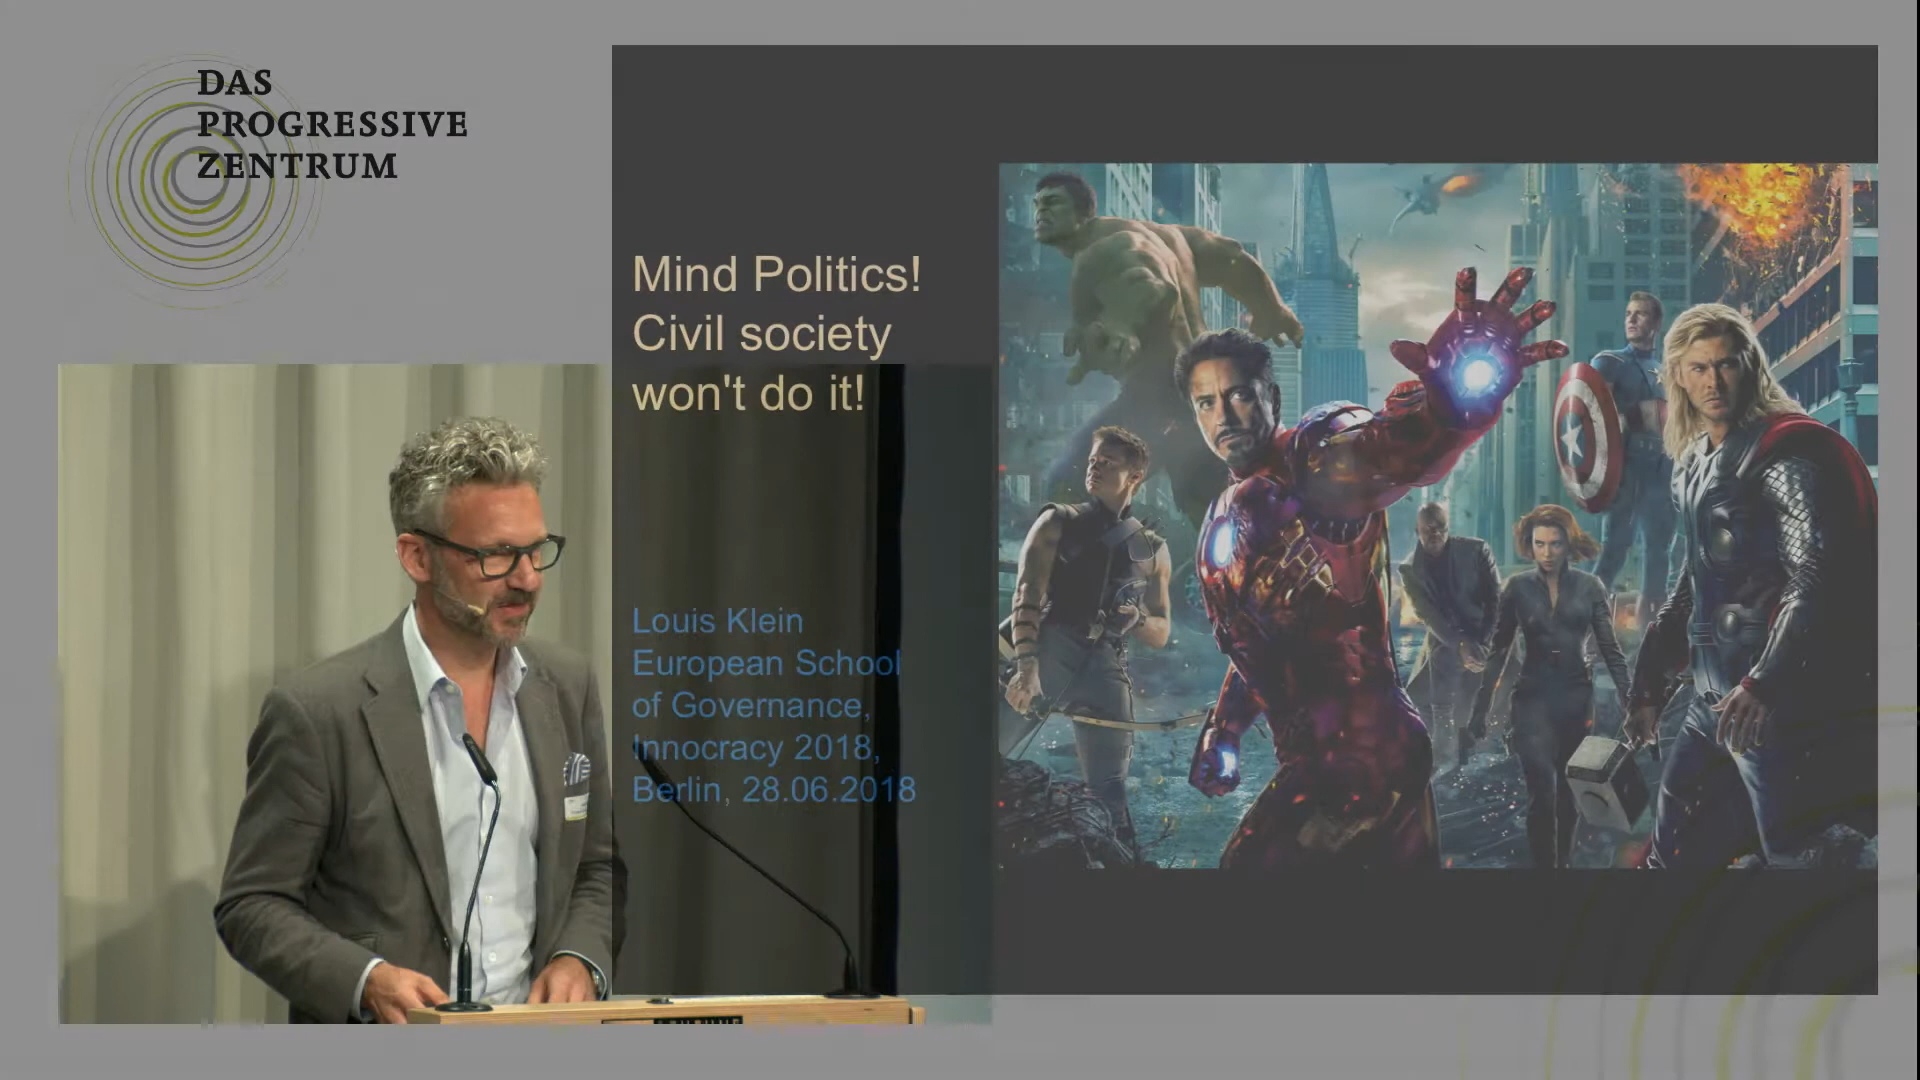 DAS
PROGRESSIVE
ZENTRUM
Mind Politics!
Civil society
won't do it!
Louis Klein
European School
of Governance,
Innocracy 2018,
Berlin, 28.06.2018